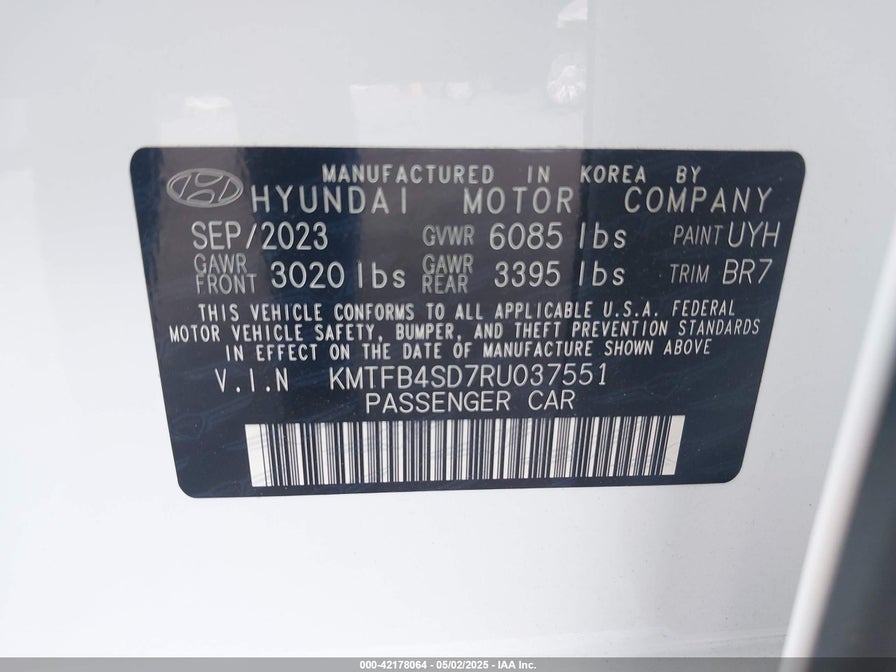 MANUFACTURED IN KOREA BY
HYUNDAI MOTOR COMPANY
SEP/2023 GVWR 6085 lbs PAINT UYH
GAWR FRONT 3020 lbs GAWR REAR 3395 lbs TRIM BR7
THIS VEHICLE CONFORMS TO ALL APPLICABLE U.S.A. FEDERAL
MOTOR VEHICLE SAFETY, BUMPER, AND THEFT PREVENTION STANDARDS
IN EFFECT ON THE DATE OF MANUFACTURE SHOWN ABOVE
V.I.N KMTFB4SD7RU037551
PASSENGER CAR
000-42178064 - 05/02/2025 - IAA Inc.